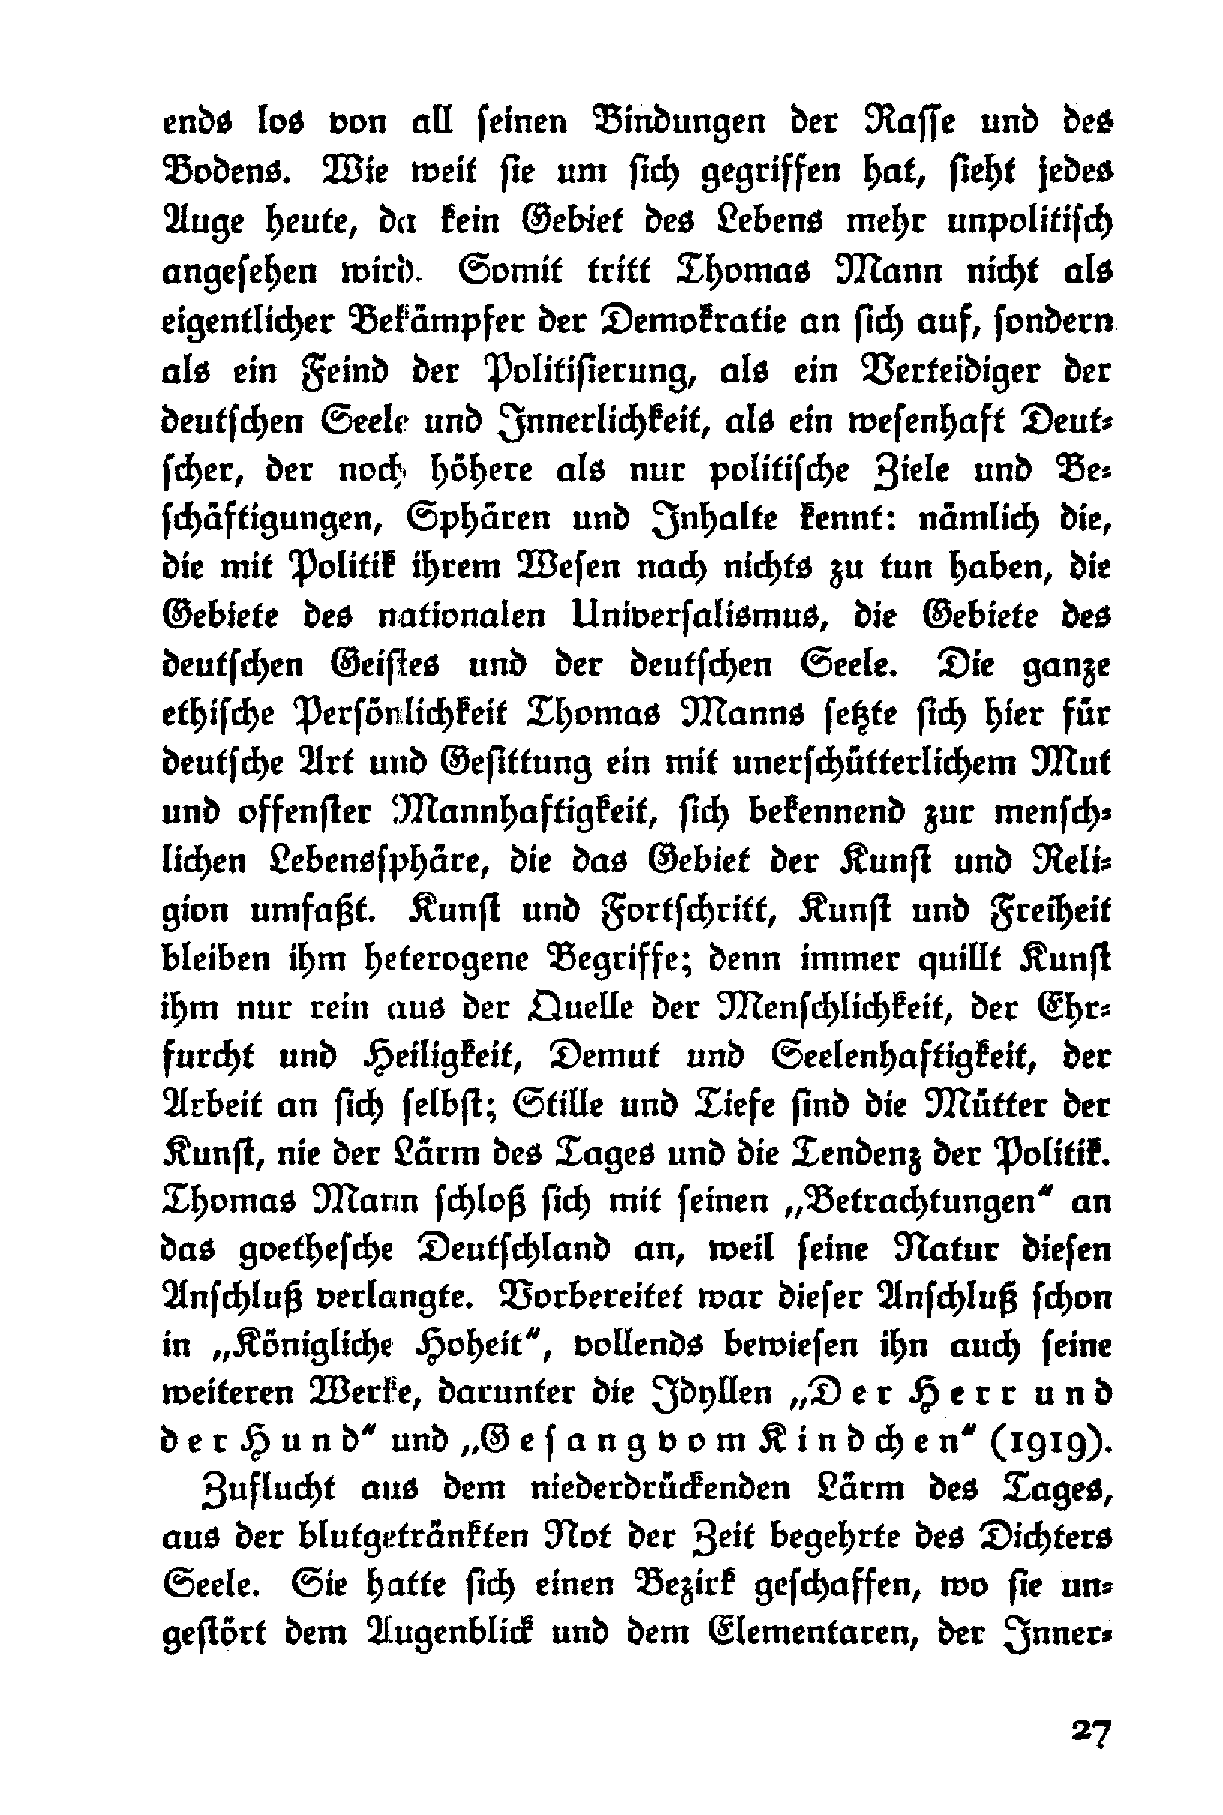 ends los von all seinen Bindungen der Rasse und des
Bodens. Wie weit sie um sich gegriffen hat, sieht jedes
Auge heute, da kein Gebiet des Lebens mehr unpolitisch
angesehen wird. Somit tritt Thomas Mann nicht als
eigentlicher Bekämpfer der Demokratie an sich auf, sondern
als ein Feind der Politisierung, als ein Verteidiger der
deutschen Seele und Innerlichkeit, als ein wesenhaft Deut-
scher, der noch höhere als nur politische Ziele und Be-
schäftigungen, Sphären und Inhalte kennt: nämlich die,
die mit Politik ihrem Wesen nach nichts zu tun haben, die
Gebiete des nationalen Universalismus, die Gebiete des
deutschen Geistes und der deutschen Seele. Die ganze
ethische Persönlichkeit Thomas Manns setzte sich hier für
deutsche Art und Gesittung ein mit unerschütterlichem Mut
und offenster Mannhaftigkeit, sich bekennend zur mensch-
lichen Lebenssphäre, die das Gebiet der Kunst und Reli-
gion umfaßt. Kunst und Fortschritt, Kunst und Freiheit
bleiben ihm heterogene Begriffe; denn immer quillt Kunst
ihm nur rein aus der Quelle der Menschlichkeit, der Ehr-
furcht und Heiligkeit, Demut und Seelenhaftigkeit, der
Arbeit an sich selbst; Stille und Tiefe sind die Mütter der
Kunst, nie der Lärm des Tages und die Tendenz der Politik.
Thomas Mann schloß sich mit seinen „Betrachtungen“ an
das goethesche Deutschland an, weil seine Natur diesen
Anschluß verlangte. Vorbereitet war dieser Anschluß schon
in „Königliche Hoheit“, vollends bewiesen ihn auch seine
weiteren Werke, darunter die Idyllen „Der Herr und
der Hund“ und „Gesang vom Kindchen“ (1919).
Zuflucht aus dem niederdrückenden Lärm des Tages,
aus der blutgetränkten Not der Zeit begehrte des Dichters
Seele. Sie hatte sich einen Bezirk geschaffen, wo sie un-
gestört dem Augenblick und dem Elementaren, der Inner-
27